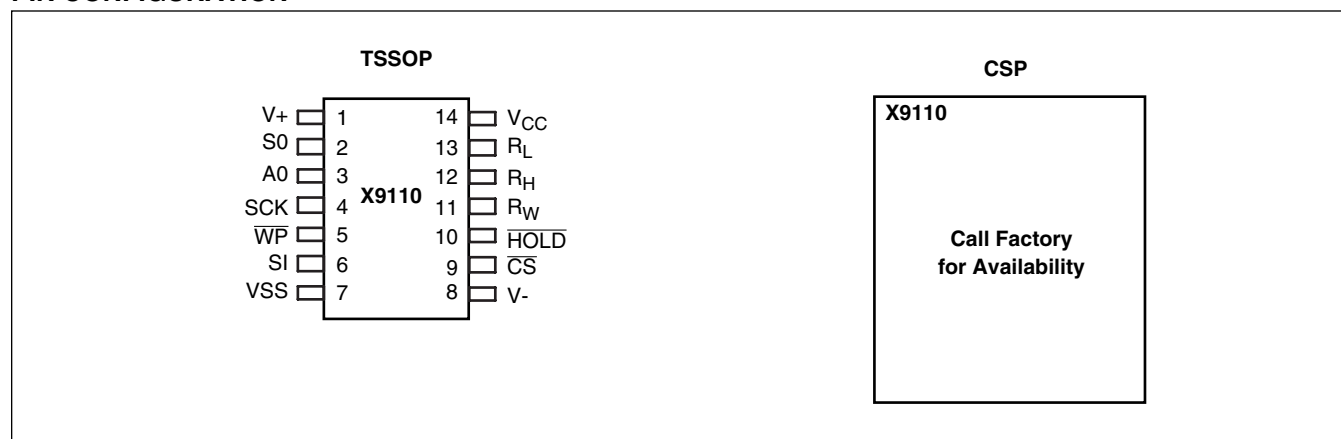 TSSOP
V+ 1 14 VCC
S0 2 13 RL
A0 3 12 RH
X9110
SCK 4 11 RW
WP 5 10 HOLD
SI 6 9 CS
VSS 7 8 V-
CSP
X9110
Call Factory
for Availability